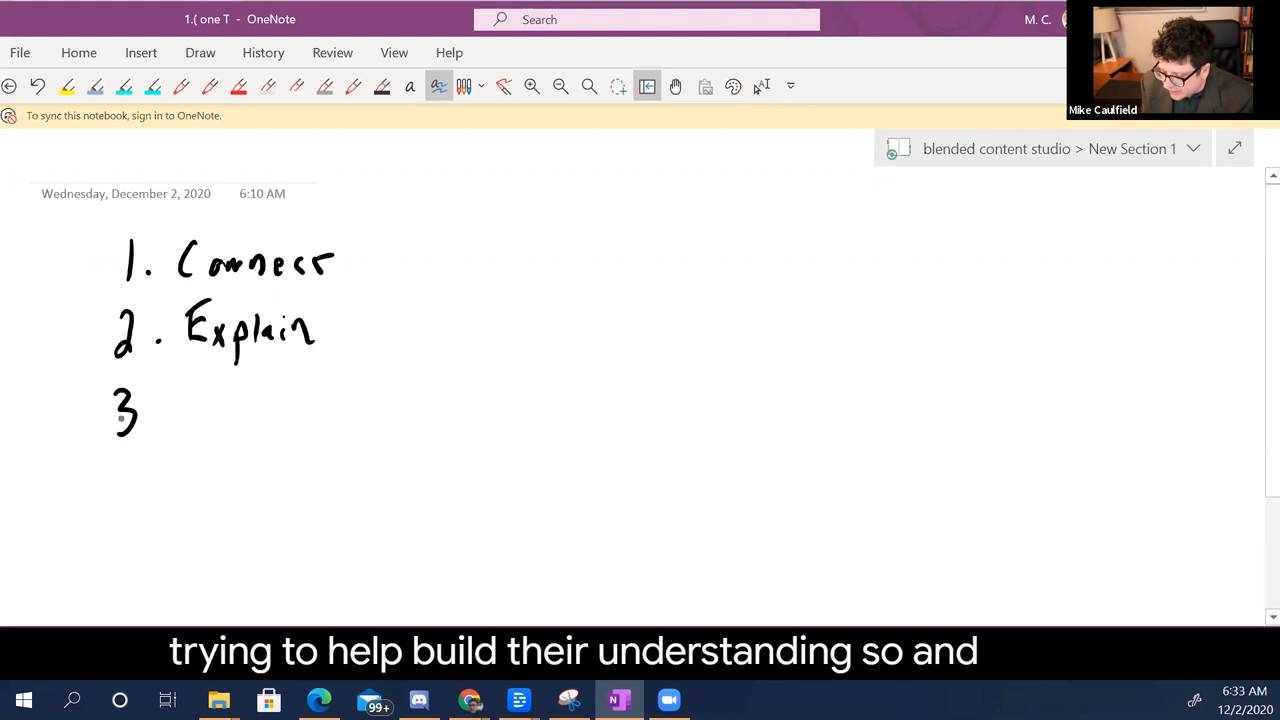 1.( one T - OneNote
Search
M. C.
File Home Insert Draw History Review View Help
To sync this notebook, sign in to OneNote.
Mike Caulfield
blended content studio > New Section 1
Wednesday, December 2, 2020 6:10 AM
1. Connect
2. Explain
3
trying to help build their understanding so and
99+
6:33 AM
12/2/2020